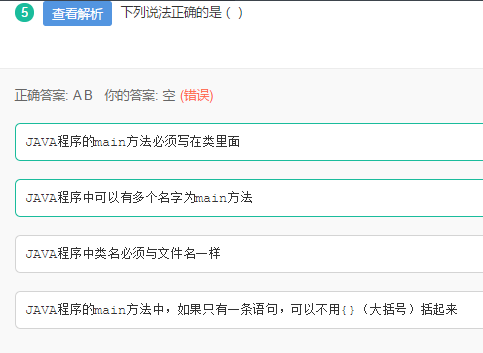 5 查看解析 下列说法正确的是 ( )
正确答案: A B 你的答案: 空 (错误)
JAVA程序的main方法必须写在类里面
JAVA程序中可以有多个名字为main方法
JAVA程序中类名必须与文件名一样
JAVA程序的main方法中，如果只有一条语句，可以不用{}（大括号）括起来